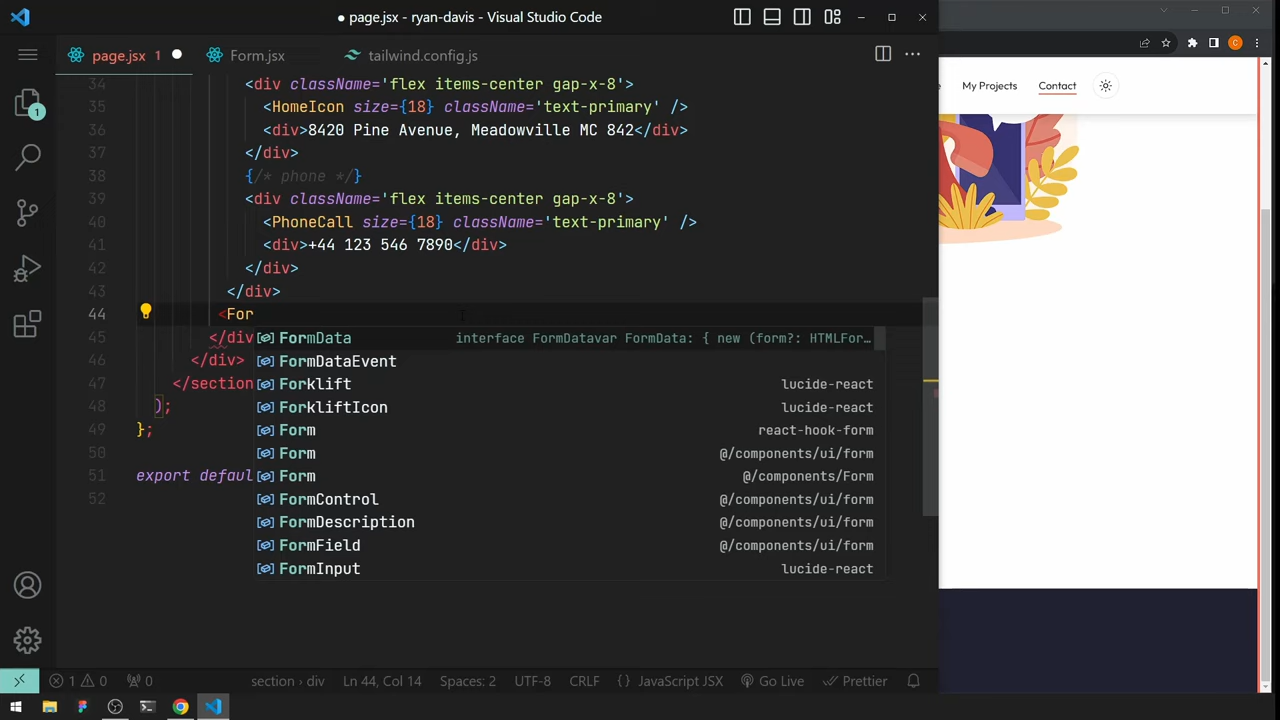 ● page.jsx - ryan-davis - Visual Studio Code
page.jsx 1
Form.jsx
tailwind.config.js
My Projects
Contact
34 <div className='flex items-center gap-x-8'>
35 <HomeIcon size={18} className='text-primary' />
36 <div>8420 Pine Avenue, Meadowville MC 842</div>
37 </div>
38 {/* phone */}
39 <div className='flex items-center gap-x-8'>
40 <PhoneCall size={18} className='text-primary' />
41 <div>+44 123 546 7890</div>
42 </div>
43 </div>
44 <For
45 </div
46 </div>
47 </section
48 );
49 };
50
51 export defaul
52
FormData interface FormDatavar FormData: { new (form?: HTMLFor…
FormDataEvent
Forklift lucide-react
ForkliftIcon lucide-react
Form react-hook-form
Form @/components/ui/form
Form @/components/Form
FormControl @/components/ui/form
FormDescription @/components/ui/form
FormField @/components/ui/form
FormInput lucide-react
1
C
1 0 0 section › div Ln 44, Col 14 Spaces: 2 UTF-8 CRLF {} JavaScript JSX Go Live Prettier